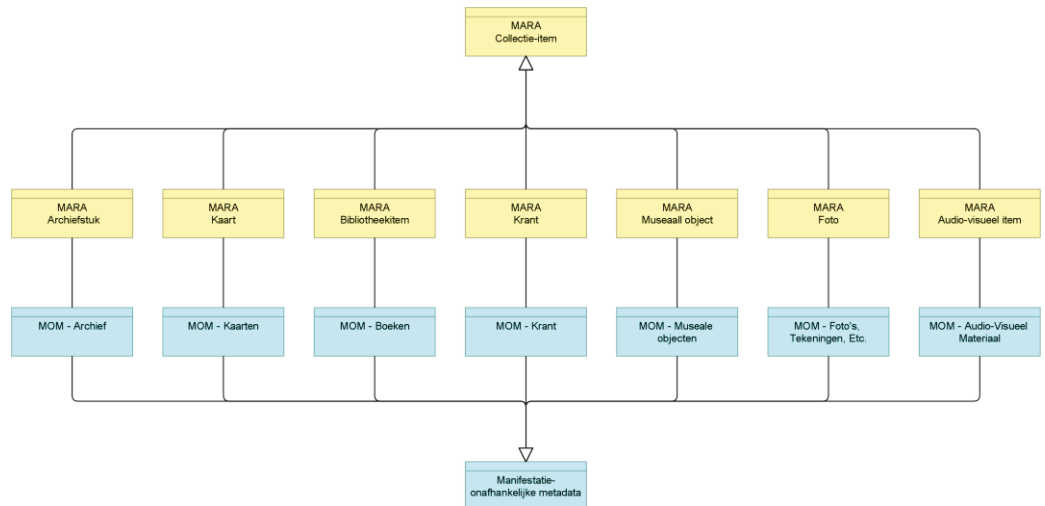 MARA
Collectie-item
MARA
Archiefstuk
MARA
Kaart
MARA
Bibliotheekitem
MARA
Krant
MARA
Museaall object
MARA
Foto
MARA
Audio-visueel item
MOM - Archief
MOM - Kaarten
MOM - Boeken
MOM - Krant
MOM - Museale
objecten
MOM - Foto's,
Tekeningen, Etc.
MOM - Audio-Visueel
Materiaal
Manifestatie-
onafhankelijke metadata